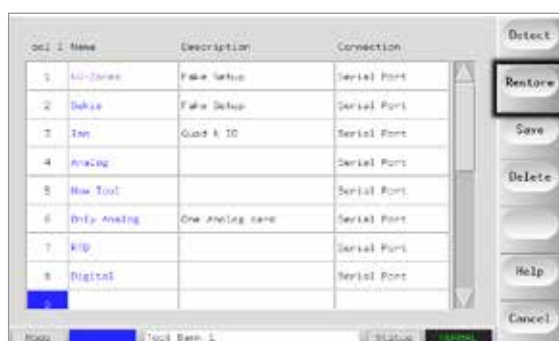 Name Description Connection
1 Fake Setup Serial Port
2 Fake Setup Serial Port
3 Quad & IO Serial Port
4 Analog Serial Port
5 New Tool Serial Port
6 Only Analog One Analog card Serial Port
7 RTD Serial Port
8 Digital Serial Port
Detect
Restore
Save
Delete
Help
Cancel
Tool Bank 1 Status NORMAL